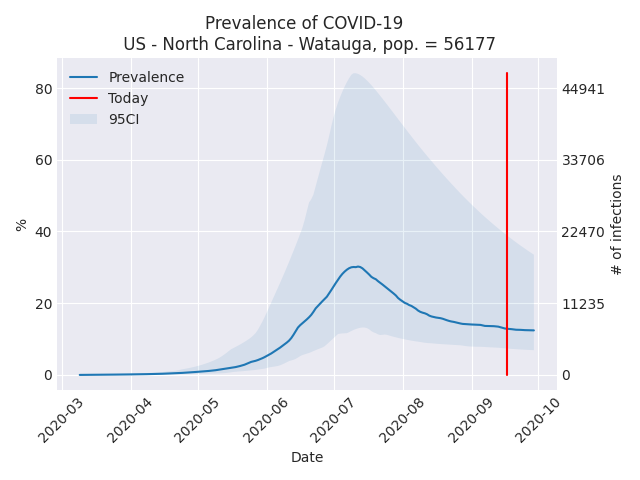 Prevalence of COVID-19
US - North Carolina - Watauga, pop. = 56177
Prevalence
Today
95CI
80
60
40
20
0
%
44941
33706
22470
11235
0
# of infections
2020-03
2020-04
2020-05
2020-06
2020-07
2020-08
2020-09
2020-10
Date